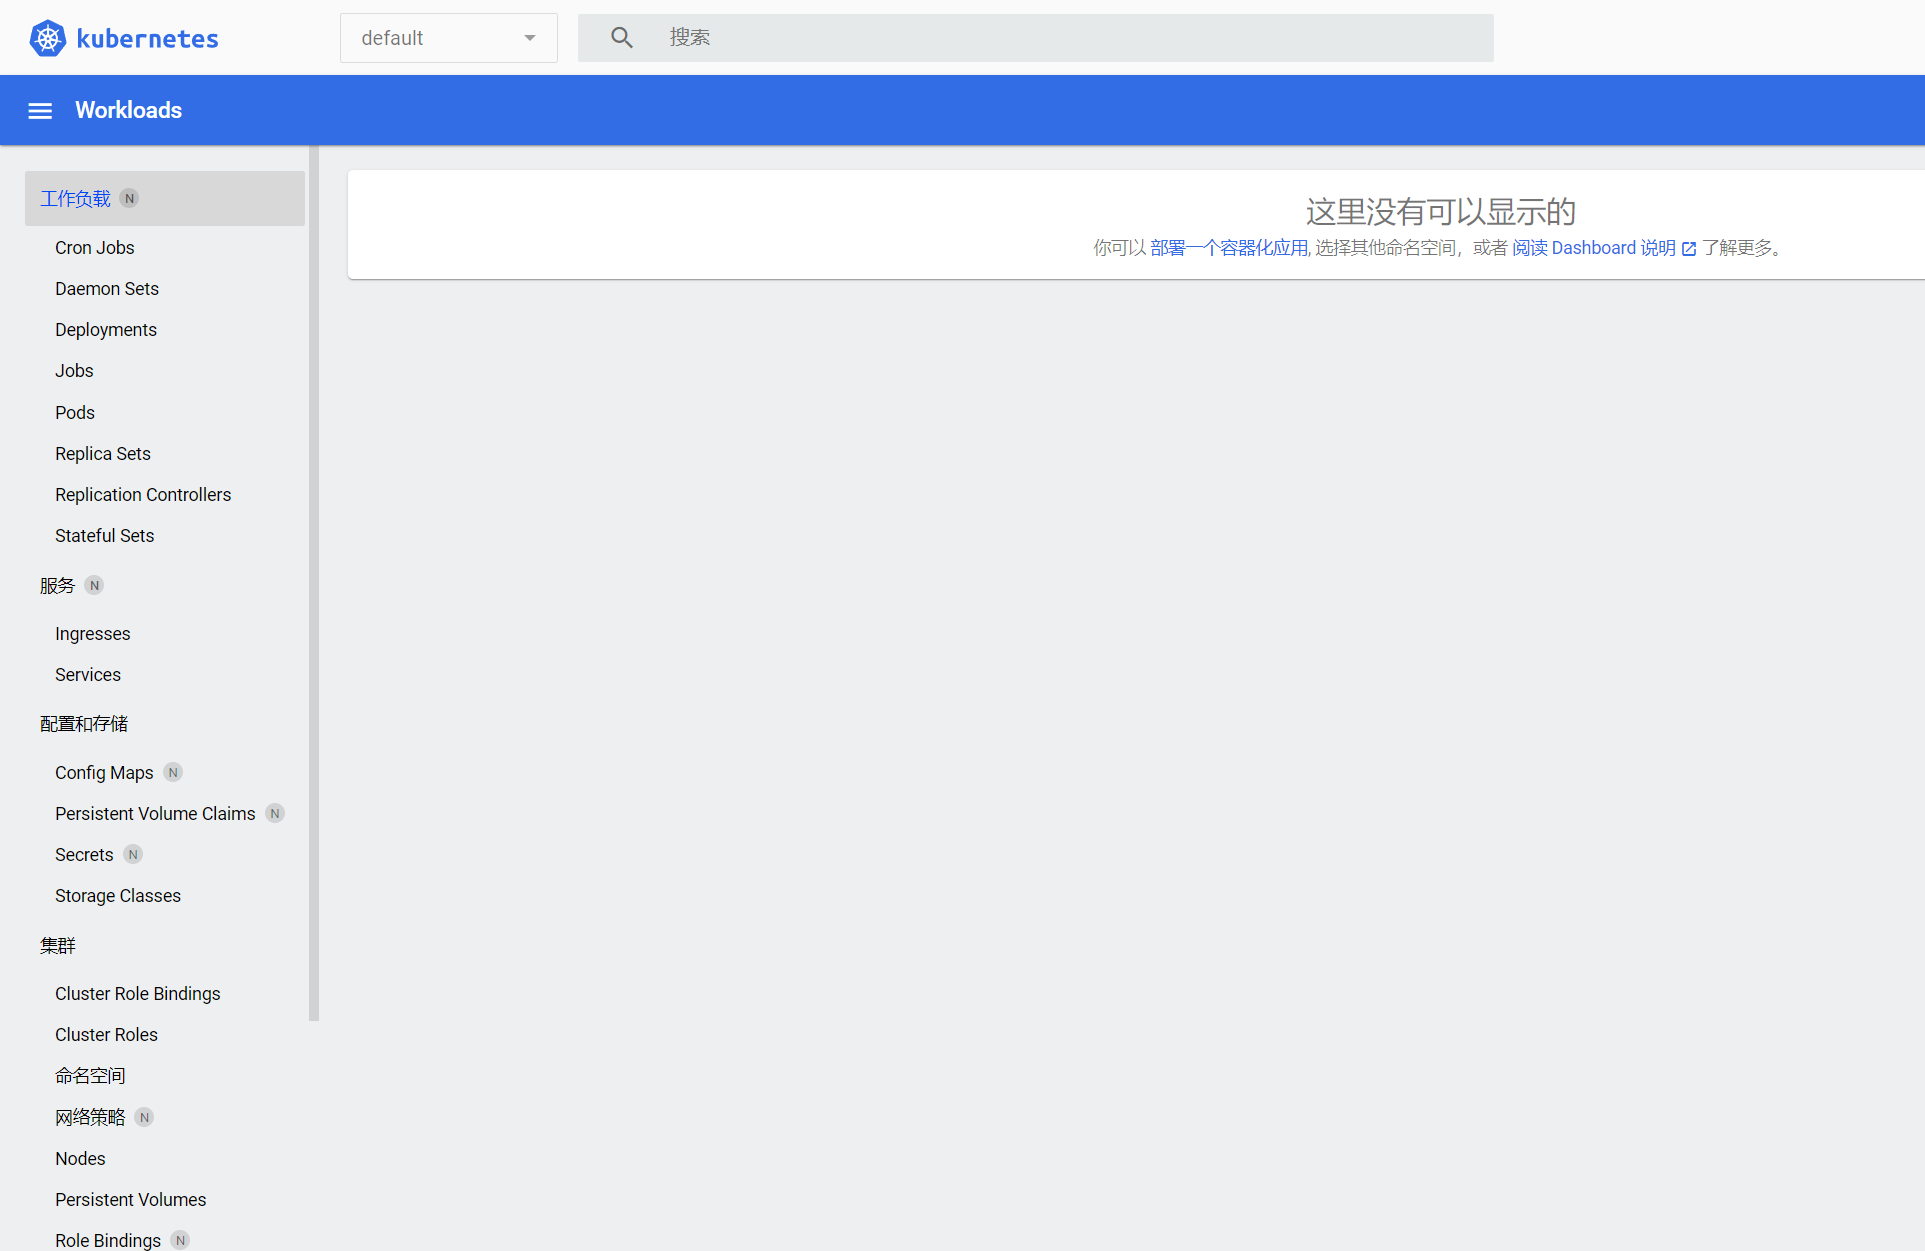 kubernetes
default
搜索
Workloads
工作负载 N
Cron Jobs
Daemon Sets
Deployments
Jobs
Pods
Replica Sets
Replication Controllers
Stateful Sets
服务 N
Ingresses
Services
配置和存储
Config Maps N
Persistent Volume Claims N
Secrets N
Storage Classes
集群
Cluster Role Bindings
Cluster Roles
命名空间
网络策略 N
Nodes
Persistent Volumes
Role Bindings N
这里没有可以显示的
你可以 部署一个容器化应用, 选择其他命名空间，或者 阅读 Dashboard 说明 了解更多。